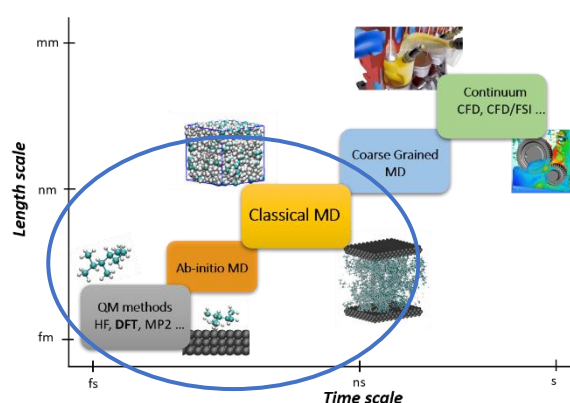 mm
Continuum
CFD, CFD/FSI ...
Coarse Grained
MD
Length scale
nm
Classical MD
Ab-initio MD
QM methods
HF, DFT, MP2 ...
fm
fs
ns
s
Time scale